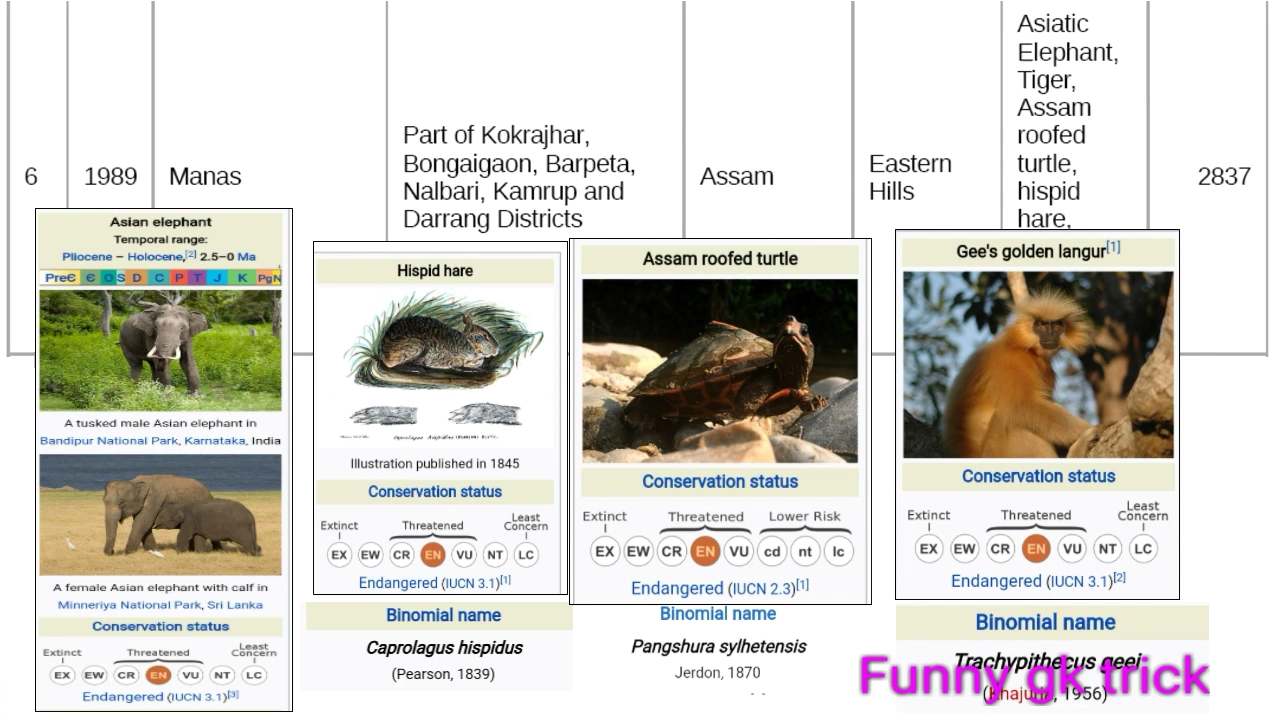 Asiatic
Elephant,
Tiger,
Assam
roofed
turtle,
hispid
hare,
6
1989
Manas
Part of Kokrajhar,
Bongaigaon, Barpeta,
Nalbari, Kamrup and
Darrang Districts
Assam
Eastern
Hills
2837
Asian elephant
Temporal range:
Pliocene – Holocene,[2] 2.5–0 Ma
PreЄ Є O S D C P T J K PgN
A tusked male Asian elephant in
Bandipur National Park, Karnataka, India
A female Asian elephant with calf in
Minneriya National Park, Sri Lanka
Conservation status
Extinct Threatened Least Concern
EX EW CR EN VU NT LC
Endangered (IUCN 3.1)[3]
Hispid hare
Illustration published in 1845
Conservation status
Extinct Threatened Least Concern
EX EW CR EN VU NT LC
Endangered (IUCN 3.1)[1]
Binomial name
Caprolagus hispidus
(Pearson, 1839)
Assam roofed turtle
Conservation status
Extinct Threatened Lower Risk
EX EW CR EN VU cd nt lc
Endangered (IUCN 2.3)[1]
Binomial name
Pangshura sylhetensis
Jerdon, 1870
Gee's golden langur[1]
Conservation status
Extinct Threatened Least Concern
EX EW CR EN VU NT LC
Endangered (IUCN 3.1)[2]
Binomial name
Trachypithecus geei
(Khajuria, 1956)
Funny gk trick